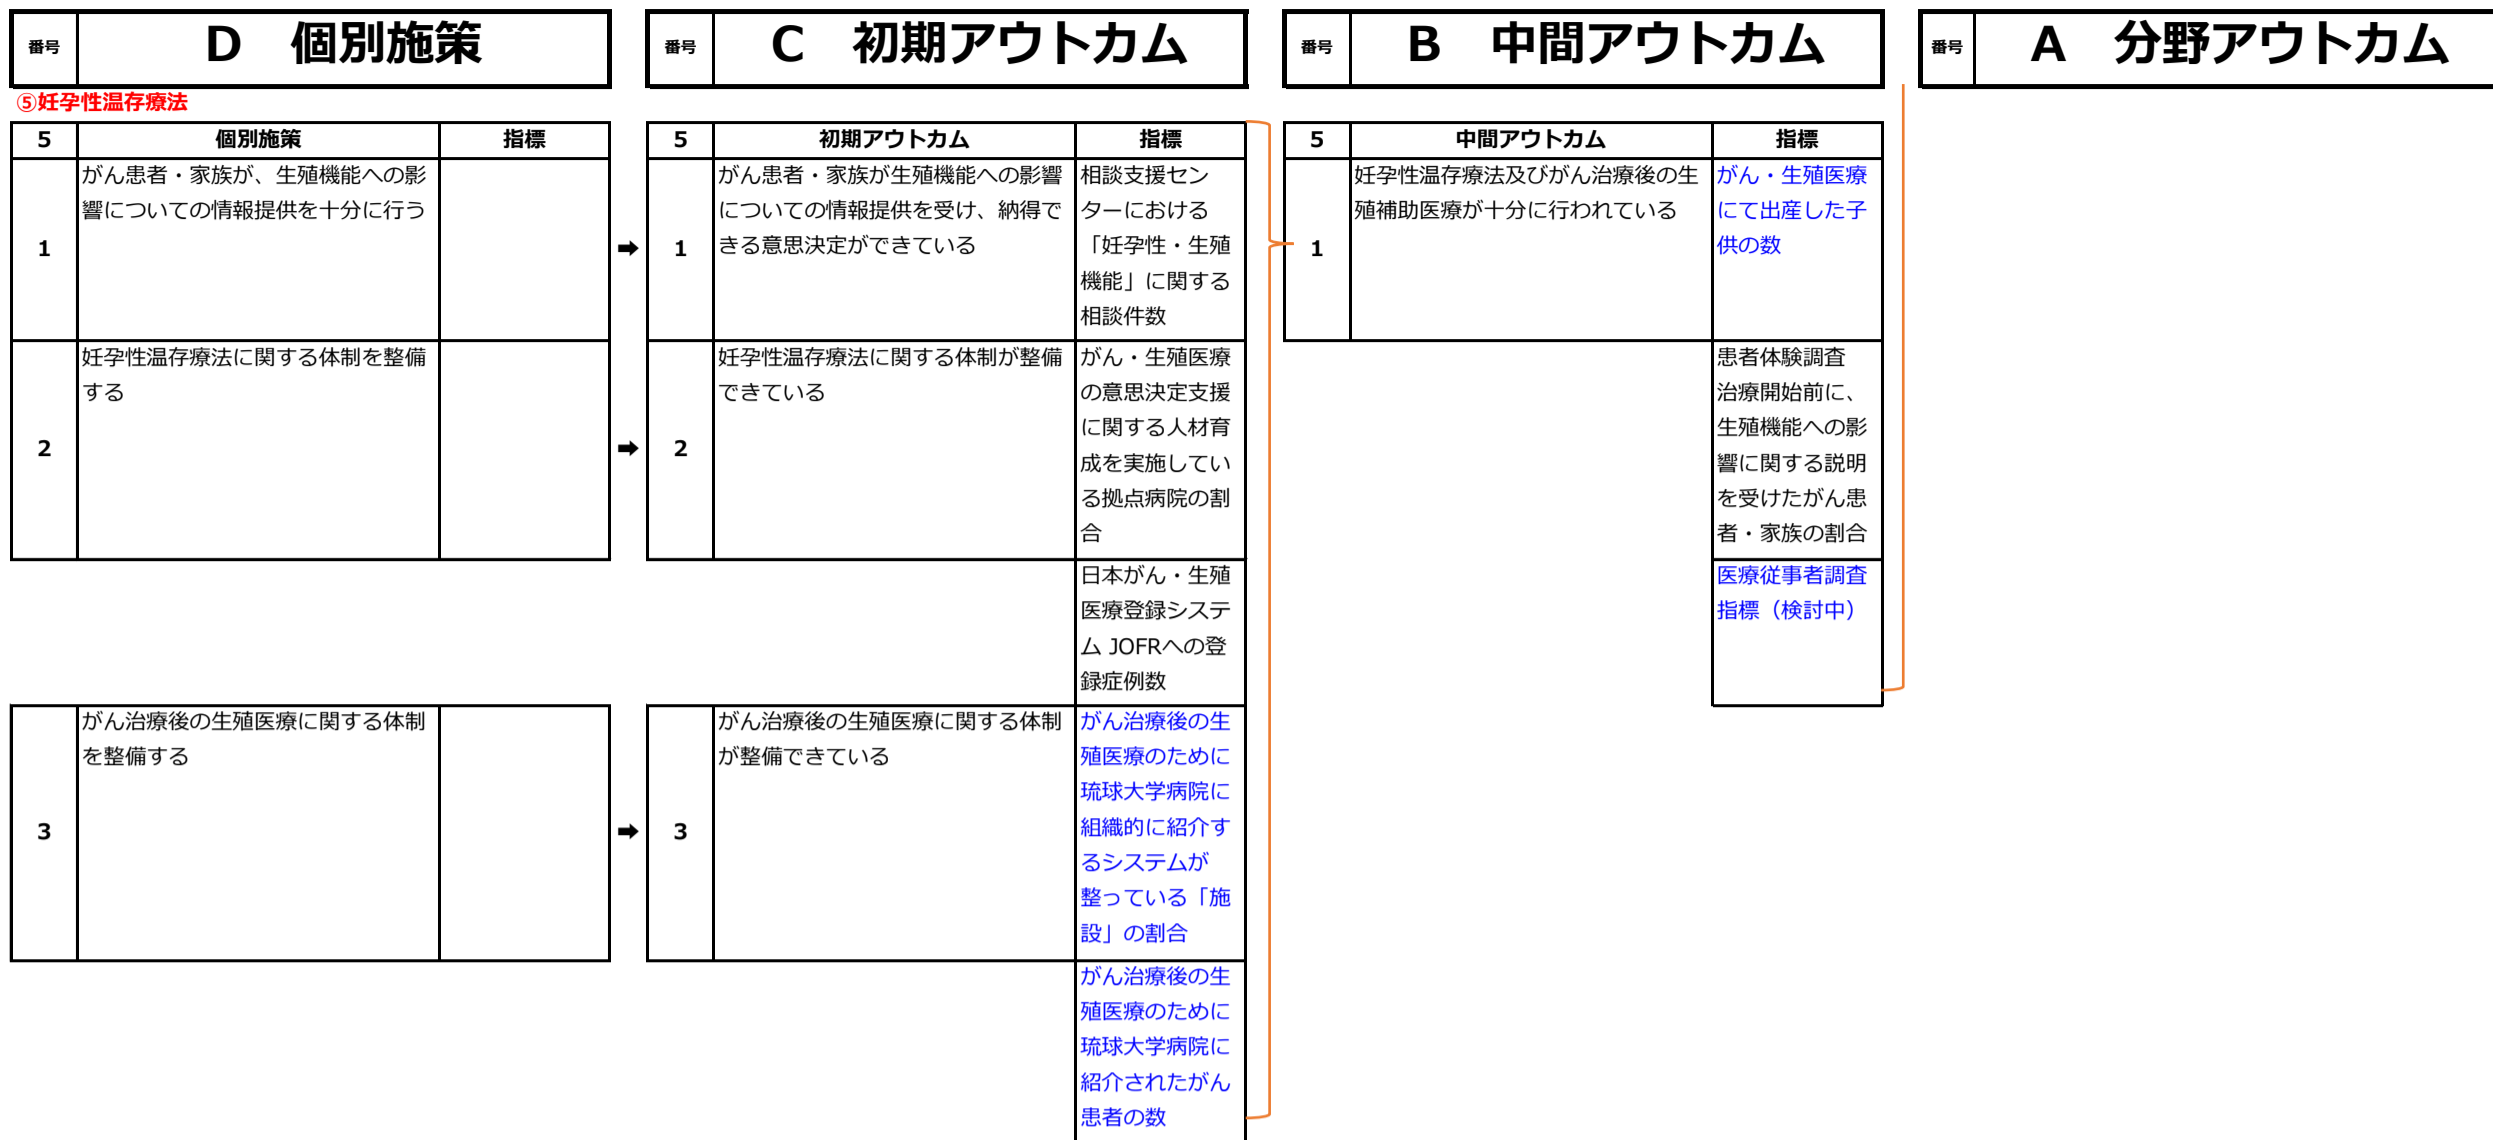 番号
D　個別施策
番号
C　初期アウトカム
番号
B　中間アウトカム
番号
A　分野アウトカム
⑤妊孕性温存療法
5
個別施策
指標
5
初期アウトカム
指標
5
中間アウトカム
指標
1
がん患者・家族が、生殖機能への影
響についての情報提供を十分に行う
➡
1
がん患者・家族が生殖機能への影響
についての情報提供を受け、納得で
きる意思決定ができている
相談支援セン
ターにおける
「妊孕性・生殖
機能」に関する
相談件数
1
妊孕性温存療法及びがん治療後の生
殖補助医療が十分に行われている
がん・生殖医療
にて出産した子
供の数
2
妊孕性温存療法に関する体制を整備
する
➡
2
妊孕性温存療法に関する体制が整備
できている
がん・生殖医療
の意思決定支援
に関する人材育
成を実施してい
る拠点病院の割
合
患者体験調査
治療開始前に、
生殖機能への影
響に関する説明
を受けたがん患
者・家族の割合
日本がん・生殖
医療登録システ
ム JOFRへの登
録症例数
医療従事者調査
指標（検討中）
3
がん治療後の生殖医療に関する体制
を整備する
➡
3
がん治療後の生殖医療に関する体制
が整備できている
がん治療後の生
殖医療のために
琉球大学病院に
組織的に紹介す
るシステムが
整っている「施
設」の割合
がん治療後の生
殖医療のために
琉球大学病院に
紹介されたがん
患者の数